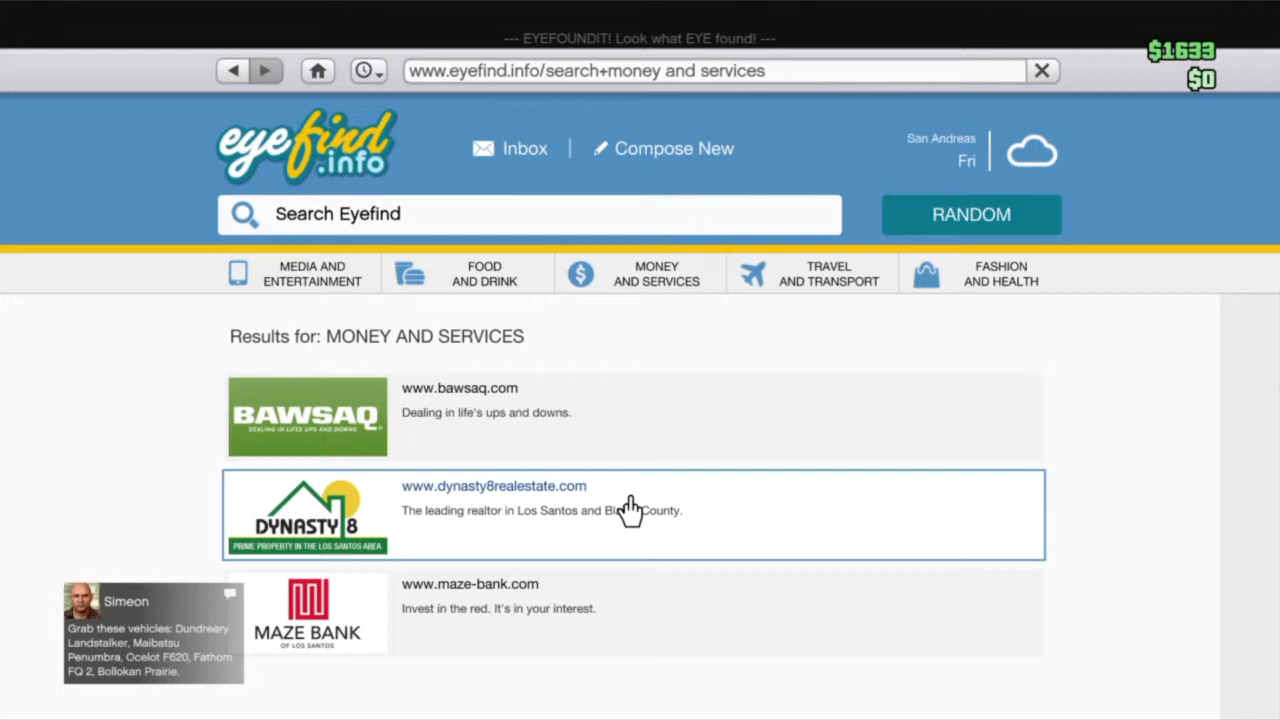 --- EYEFOUNDIT! Look what EYE found! ---
$1633
$0
www.eyefind.info/search+money and services
eyefind
.info
Inbox
Compose New
San Andreas
Fri
Search Eyefind
RANDOM
MEDIA AND
ENTERTAINMENT
FOOD
AND DRINK
MONEY
AND SERVICES
TRAVEL
AND TRANSPORT
FASHION
AND HEALTH
Results for: MONEY AND SERVICES
BAWSAQ
DEALING IN LIFE'S UPS AND DOWNS
www.bawsaq.com
Dealing in life's ups and downs.
DYNASTY 8
PRIME PROPERTY IN THE LOS SANTOS AREA
www.dynasty8realestate.com
The leading realtor in Los Santos and County.
MAZE BANK
OF LOS SANTOS
www.maze-bank.com
Invest in the red. It's in your interest.
Simeon
Grab these vehicles: Dundreary
Landstalker, Maibatsu
Penumbra, Ocelot F620, Fathom
FQ 2, Bollokan Prairie.